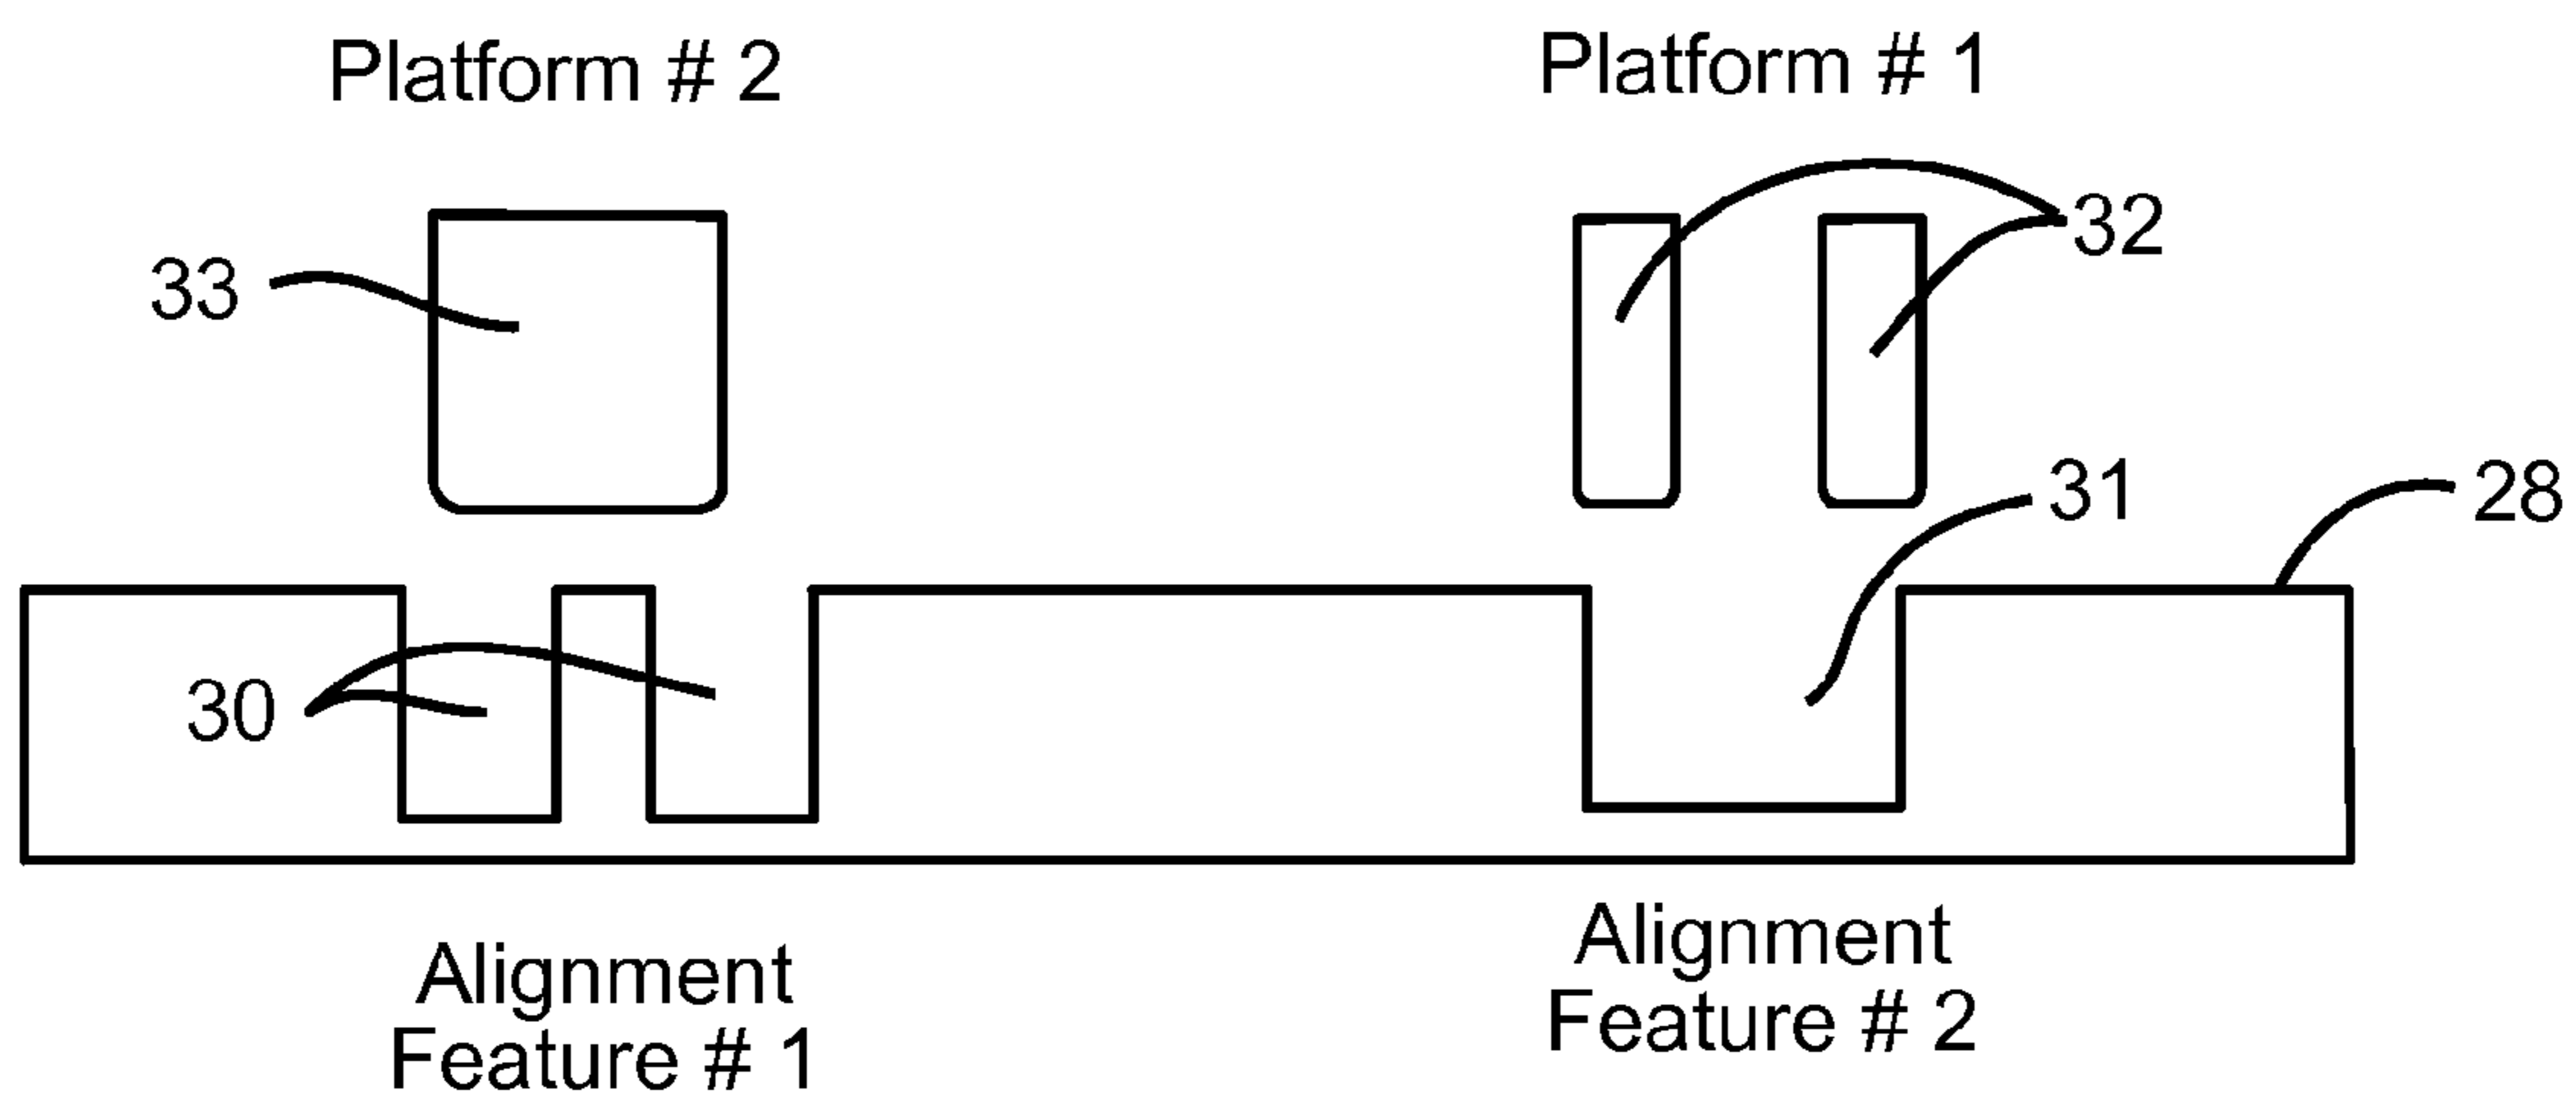 Platform # 2
Platform # 1
33
32
31
28
30
Alignment
Feature # 1
Alignment
Feature # 2